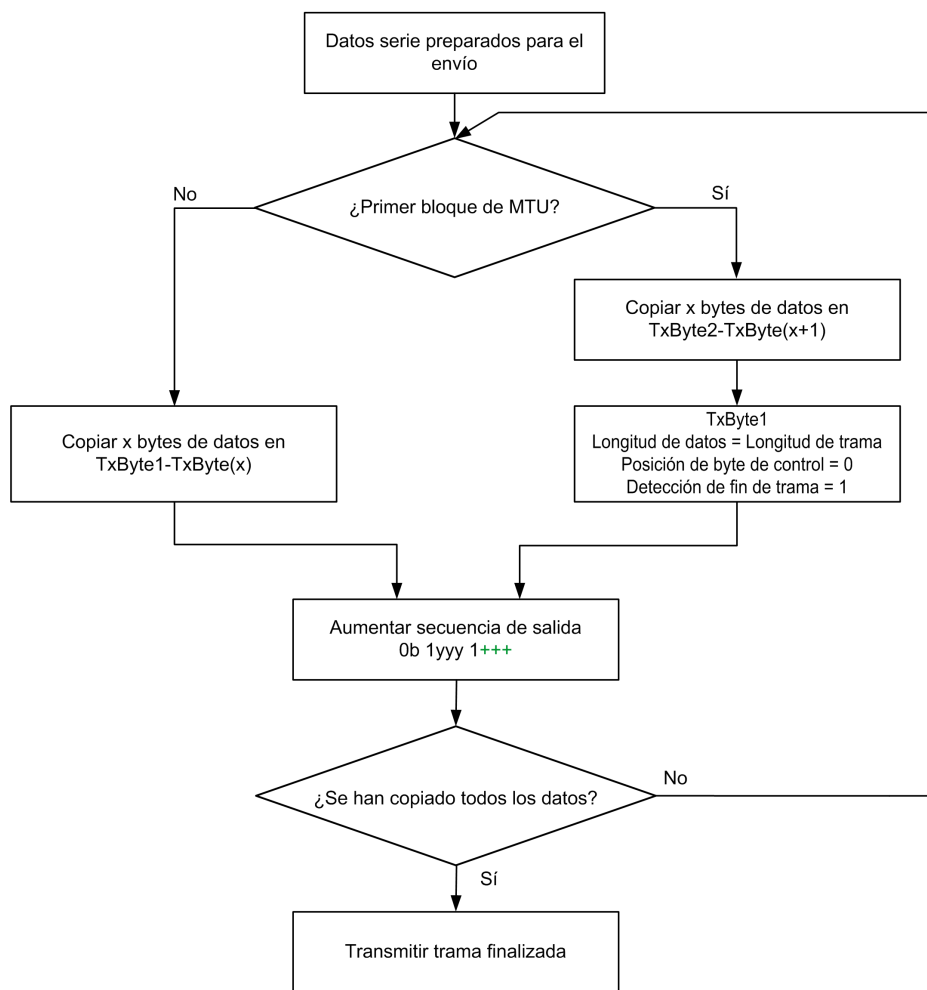 Datos serie preparados para el
envío
¿Primer bloque de MTU?
No
Sí
Copiar x bytes de datos en
TxByte2-TxByte(x+1)
Copiar x bytes de datos en
TxByte1-TxByte(x)
TxByte1
Longitud de datos = Longitud de trama
Posición de byte de control = 0
Detección de fin de trama = 1
Aumentar secuencia de salida
0b 1yyy 1+++
¿Se han copiado todos los datos?
No
Sí
Transmitir trama finalizada